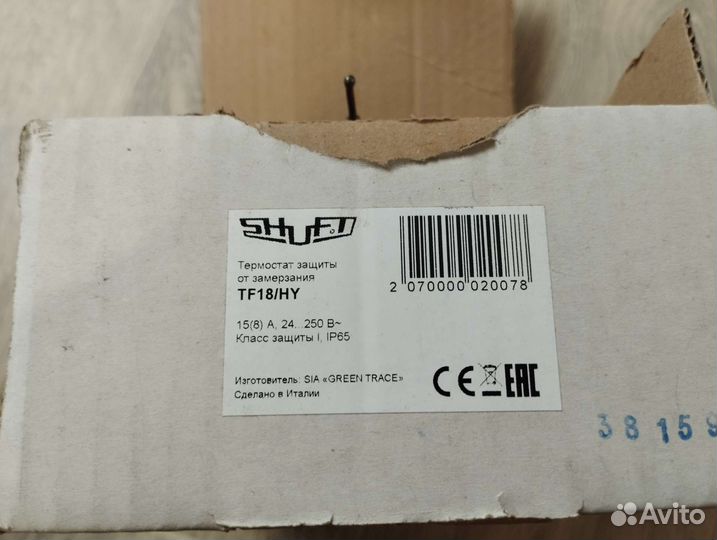 SHUFT
Термостат защиты
от замерзания
TF18/HY
15(8) А, 24...250 В~
Класс защиты I, IP65
Изготовитель: SIA «GREEN TRACE»
Сделано в Италии
2 070000 020078
CE EAC
38159
Avito